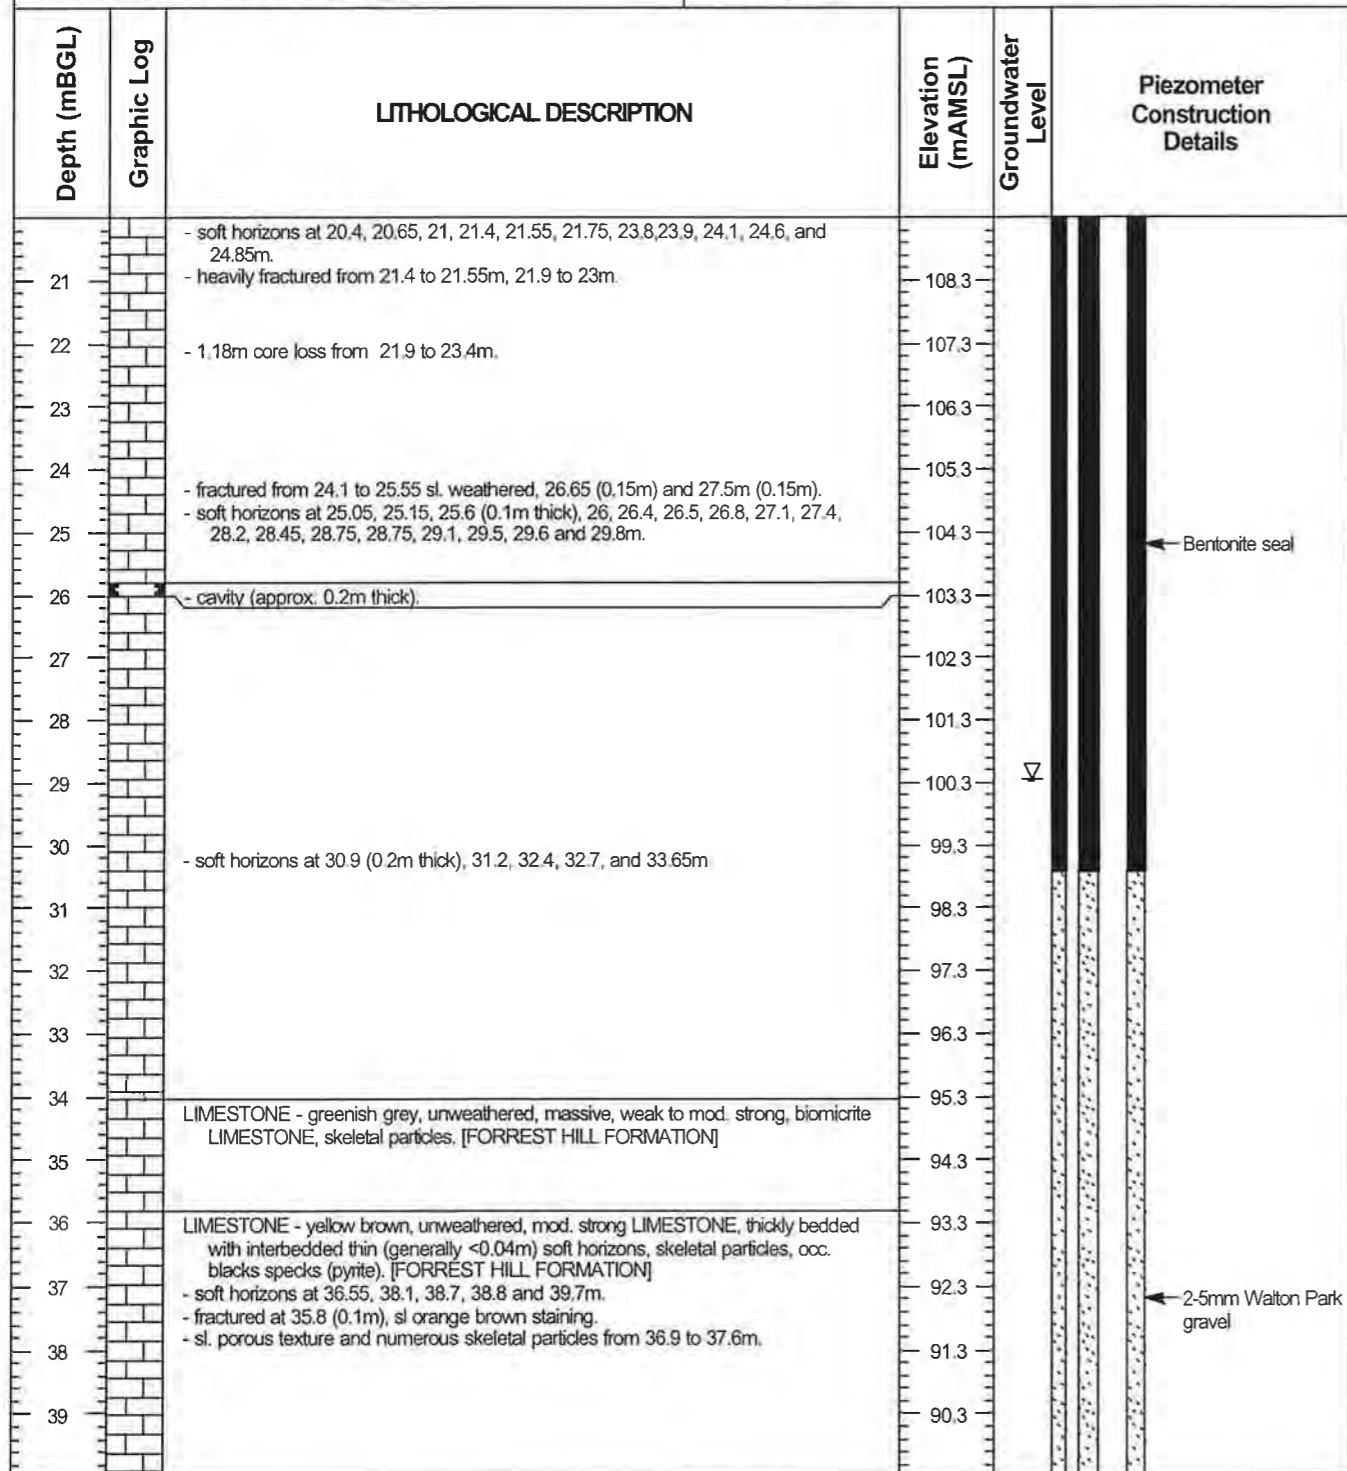 Depth (mBGL)
Graphic Log
LITHOLOGICAL DESCRIPTION
Elevation
(mAMSL)
Groundwater
Level
Piezometer
Construction
Details
- soft horizons at 20.4, 20.65, 21, 21.4, 21.55, 21.75, 23.8,23.9, 24.1, 24.6, and
24.85m.
21
- heavily fractured from 21.4 to 21.55m, 21.9 to 23m.
108.3
22
- 1.18m core loss from 21.9 to 23.4m.
107.3
23
106.3
24
105.3
- fractured from 24.1 to 25.55 sl. weathered, 26.65 (0.15m) and 27.5m (0.15m).
- soft horizons at 25.05, 25.15, 25.6 (0.1m thick), 26, 26.4, 26.5, 26.8, 27.1, 27.4,
28.2, 28.45, 28.75, 28.75, 29.1, 29.5, 29.6 and 29.8m.
25
104.3
Bentonite seal
26
- cavity (approx. 0.2m thick).
103.3
27
102.3
28
101.3
29
100.3
30
99.3
- soft horizons at 30.9 (0.2m thick), 31.2, 32.4, 32.7, and 33.65m
31
98.3
32
97.3
33
96.3
34
95.3
LIMESTONE - greenish grey, unweathered, massive, weak to mod. strong, biomicrite
LIMESTONE, skeletal particles. [FORREST HILL FORMATION]
35
94.3
36
93.3
LIMESTONE - yellow brown, unweathered, mod. strong LIMESTONE, thickly bedded
with interbedded thin (generally <0.04m) soft horizons, skeletal particles, occ.
blacks specks (pyrite). [FORREST HILL FORMATION]
37
- soft horizons at 36.55, 38.1, 38.7, 38.8 and 39.7m.
92.3
- fractured at 35.8 (0.1m), sl orange brown staining.
2-5mm Walton Park
gravel
- sl. porous texture and numerous skeletal particles from 36.9 to 37.6m.
38
91.3
39
90.3